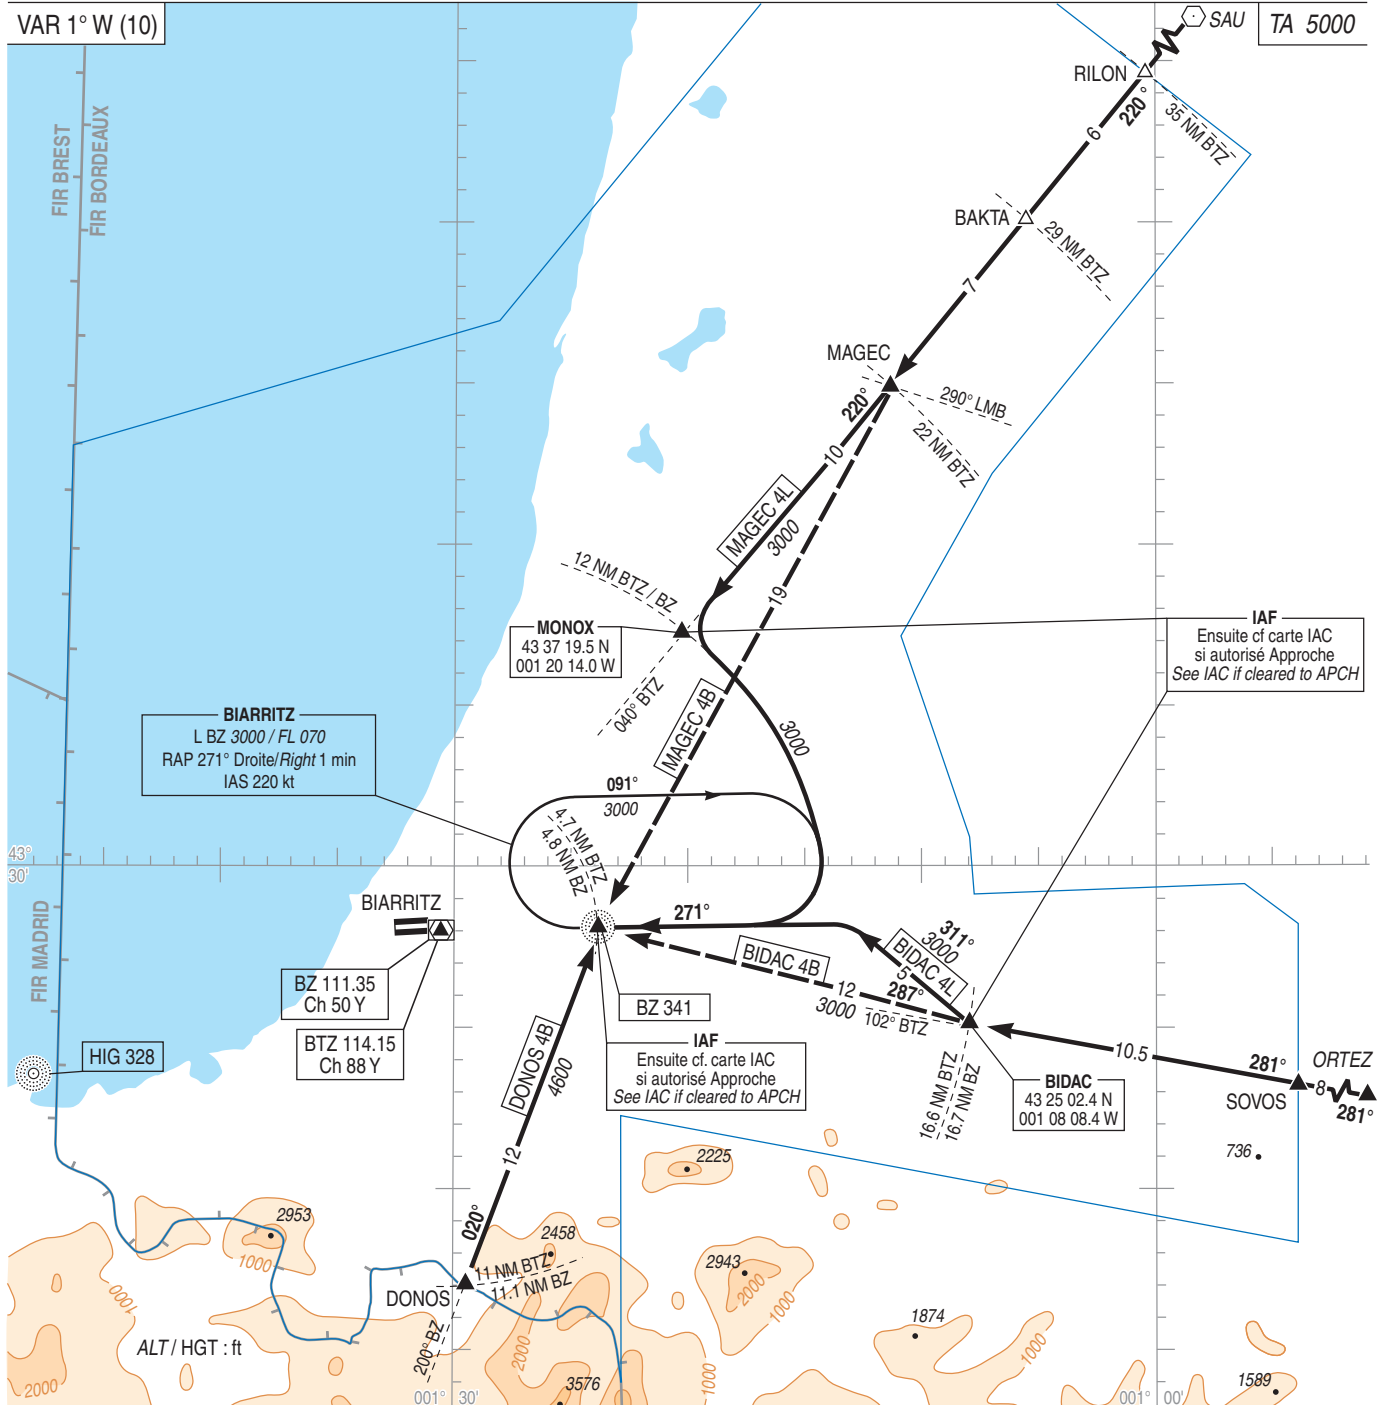 VAR 1° W (10)
SAU
TA 5000
RILON
220°
35 NM BTZ
6
FIR BREST
FIR BORDEAUX
BAKTA
29 NM BTZ
7
MAGEC
290° LMB
220°
22 NM BTZ
10
MAGEC 4L
3000
12 NM BTZ / BZ
19
MONOX
43 37 19.5 N
001 20 14.0 W
IAF
Ensuite cf carte IAC
si autorisé Approche
See IAC if cleared to APCH
040° BTZ
MAGEC 4B
3000
BIARRITZ
L BZ 3000 / FL 070
RAP 271° Droite/Right 1 min
IAS 220 kt
091°
3000
4.7 NM BTZ
4.8 NM BZ
43°
30'
BIARRITZ
271°
311°
3000
BIDAC 4L
5
BIDAC 4B
12
287°
3000
102° BTZ
FIR MADRID
BZ 111.35
Ch 50 Y
BZ 341
BTZ 114.15
Ch 88 Y
HIG 328
DONOS 4B
4600
IAF
Ensuite cf. carte IAC
si autorisé Approche
See IAC if cleared to APCH
16.6 NM BTZ
16.7 NM BZ
BIDAC
43 25 02.4 N
001 08 08.4 W
10.5
281°
ORTEZ
SOVOS
8
281°
736
12
2225
020°
2953
1000
2458
11 NM BTZ
11.1 NM BZ
DONOS
2943
2000
1000
1000
200° BZ
ALT / HGT : ft
2000
1874
1000
2000
3576
1000
1589
001° 30'
001° 00'